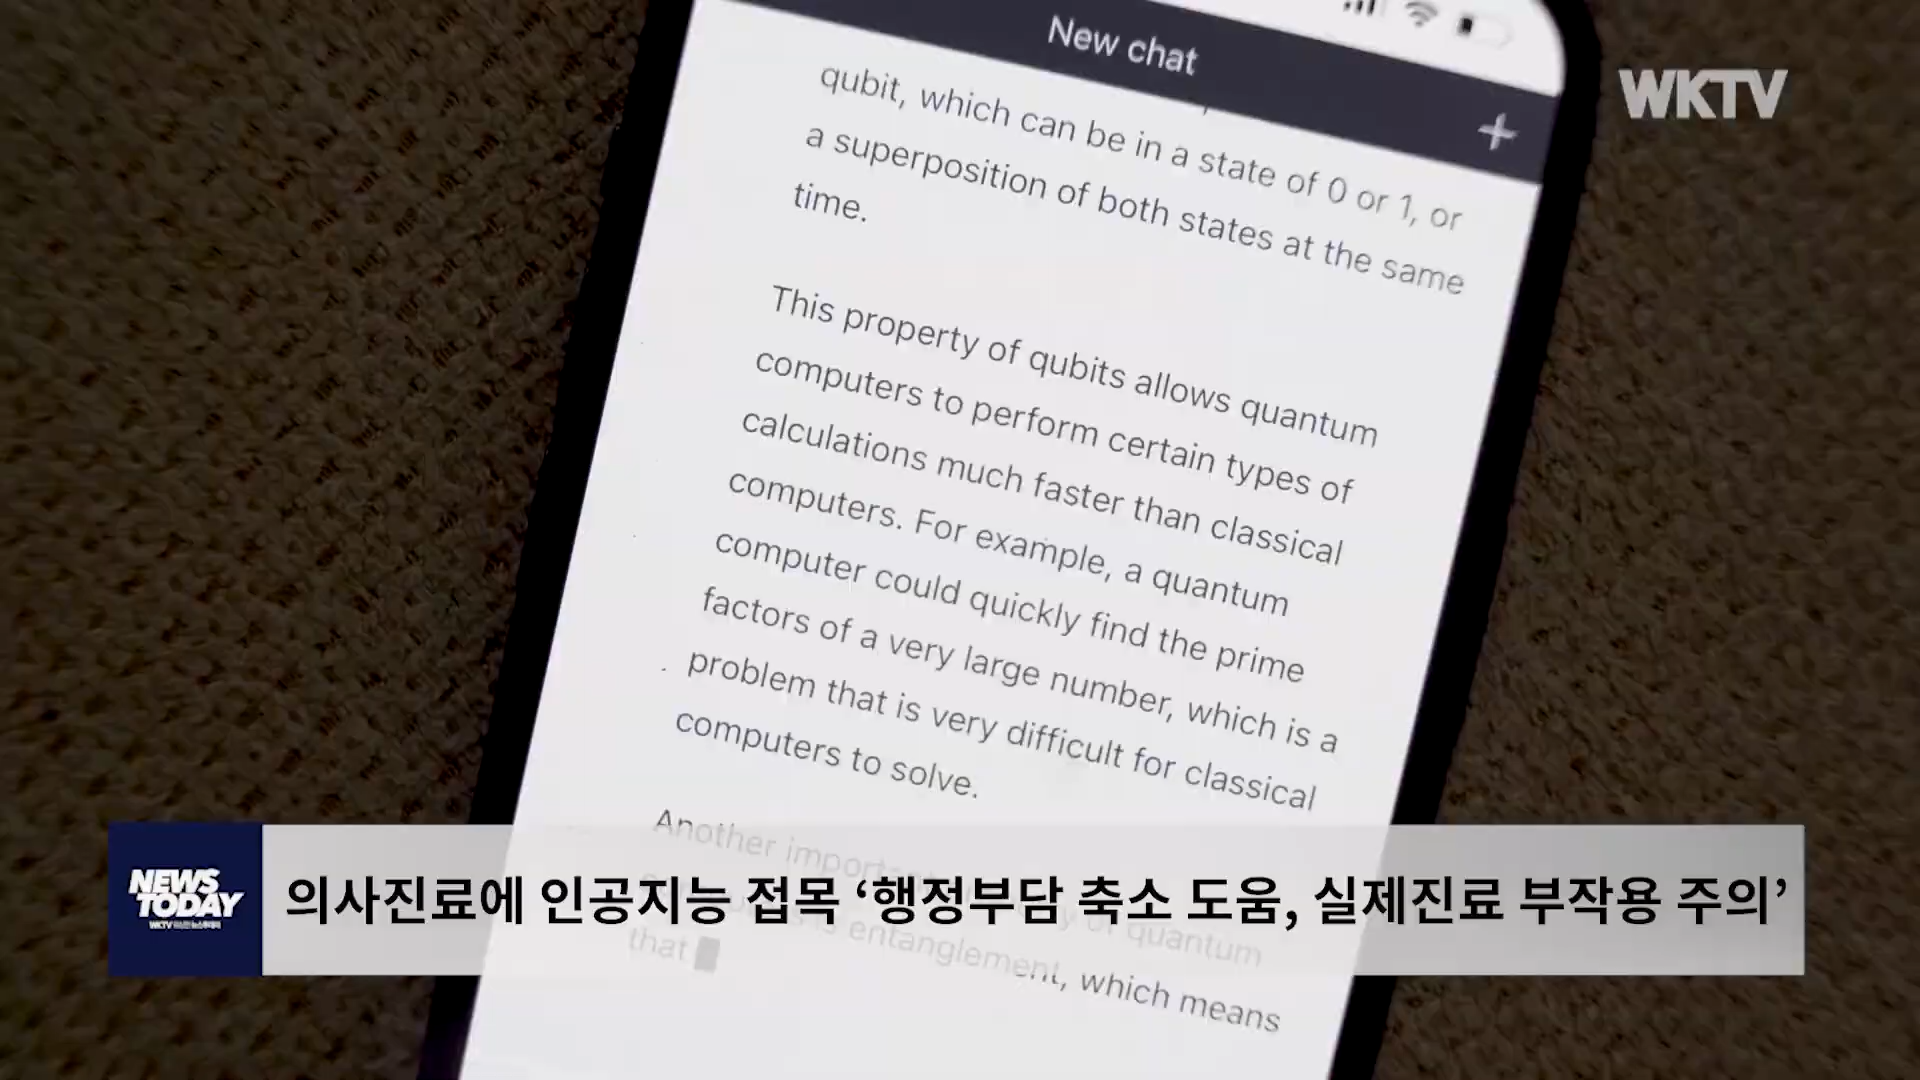 New chat
WKTV
qubit, which can be in a state of 0 or 1, or
a superposition of both states at the same
time.
This property of qubits allows quantum
computers to perform certain types of
calculations much faster than classical
computers. For example, a quantum
computer could quickly find the prime
factors of a very large number, which is a
problem that is very difficult for classical
computers to solve.
Another important
quantum
is entanglement, which means
that
NEWS
TODAY
의사진료에 인공지능 접목 ‘행정부담 축소 도움, 실제진료 부작용 주의’